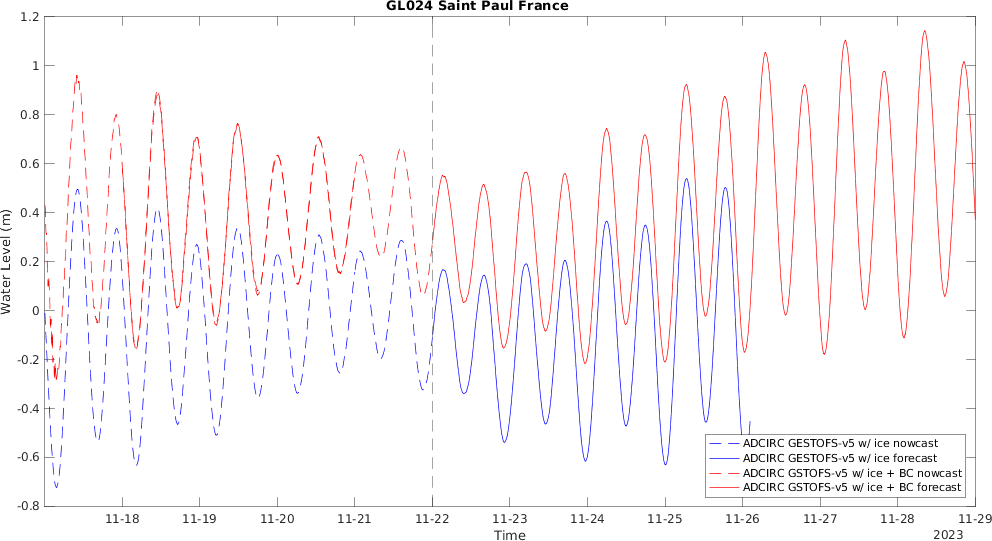 GL024 Saint Paul France
Water Level (m)
1.2
1
0.8
0.6
0.4
0.2
0
-0.2
-0.4
-0.6
-0.8
ADCIRC GESTOFS-v5 w/ ice nowcast
ADCIRC GESTOFS-v5 w/ ice forecast
ADCIRC GSTOFS-v5 w/ ice + BC nowcast
ADCIRC GSTOFS-v5 w/ ice + BC forecast
11-18 11-19 11-20 11-21 11-22 11-23 11-24 11-25 11-26 11-27 11-28 11-29
Time
2023